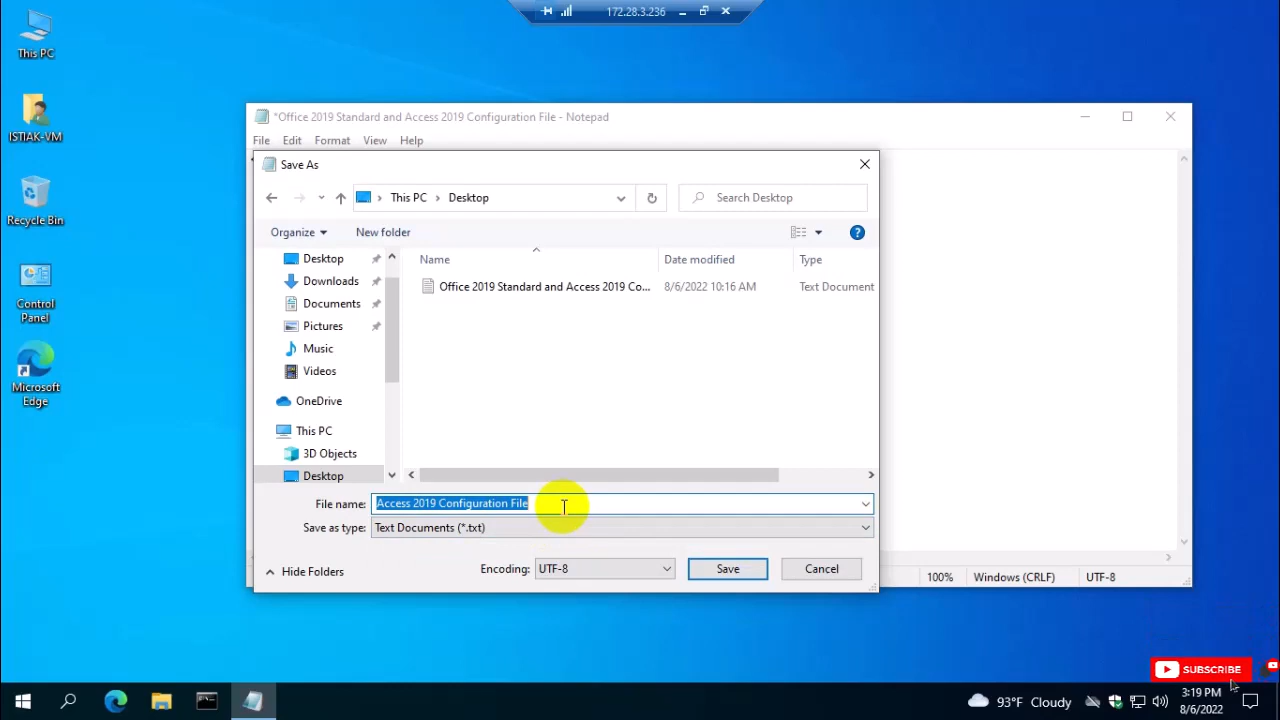 172.28.3.236
This PC
ISTIAK-VM
Recycle Bin
Control
Panel
Microsoft
Edge
*Office 2019 Standard and Access 2019 Configuration File - Notepad
File Edit Format View Help
Save As
This PC Desktop
Search Desktop
Organize New folder
Name Date modified Type
Office 2019 Standard and Access 2019 Co... 8/6/2022 10:16 AM Text Document
Desktop
Downloads
Documents
Pictures
Music
Videos
OneDrive
This PC
3D Objects
Desktop
File name: Access 2019 Configuration File
Save as type: Text Documents (*.txt)
Hide Folders
Encoding: UTF-8
Save
Cancel
100% Windows (CRLF) UTF-8
SUBSCRIBE
93°F Cloudy
3:19 PM
8/6/2022